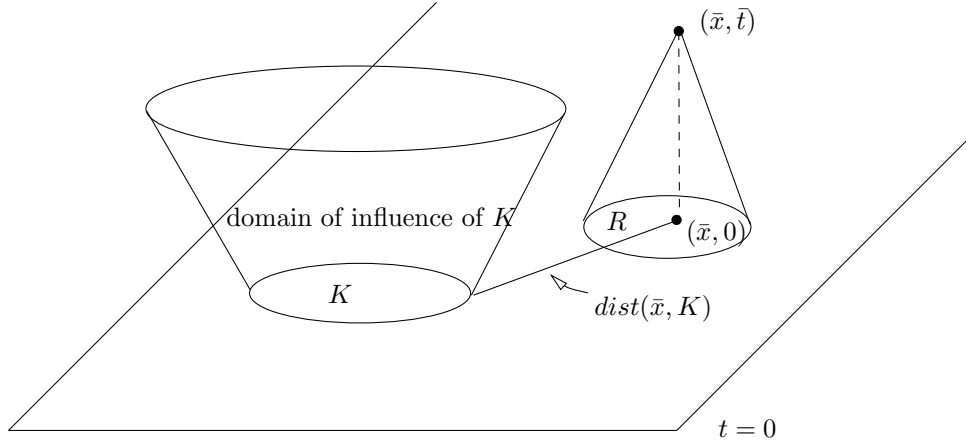 (x̄, t̄)
domain of influence of K
R
(x̄, 0)
K
dist(x̄, K)
t = 0